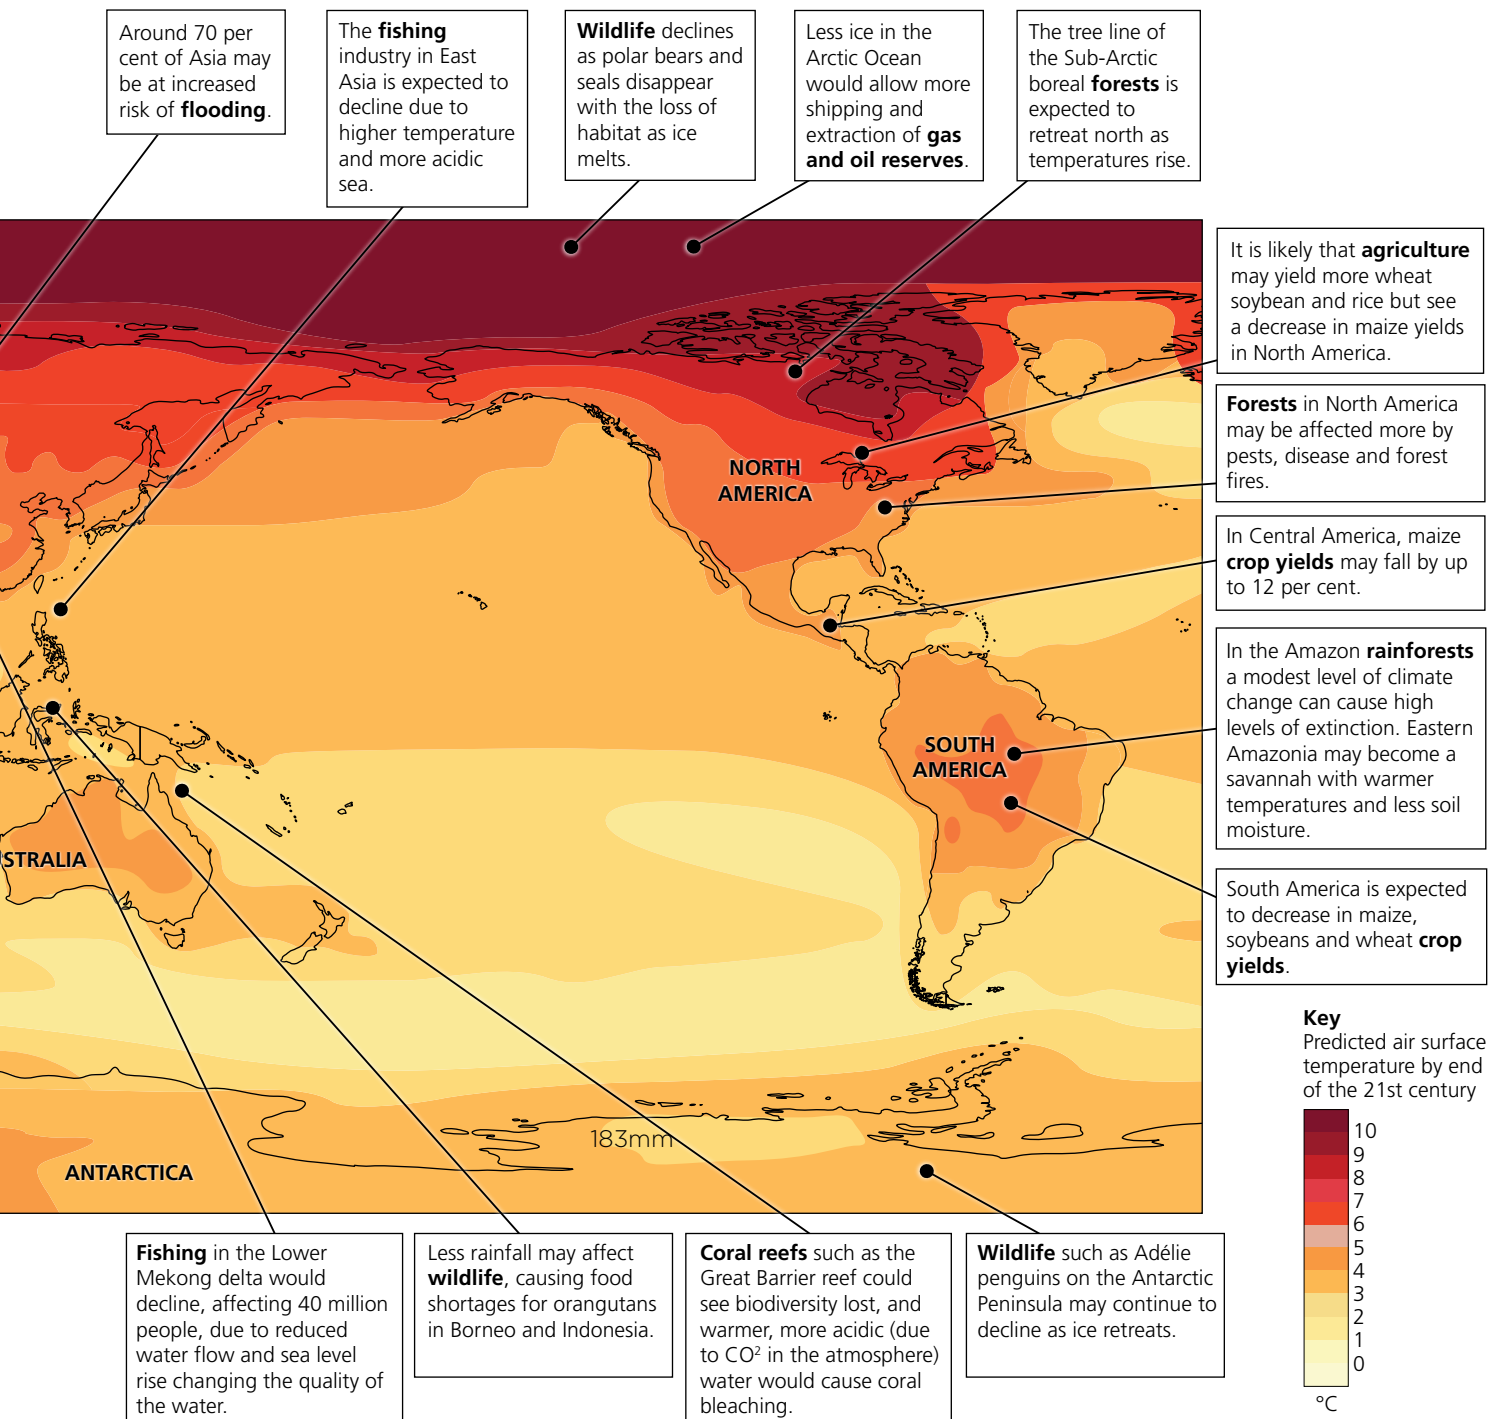 Around 70 per
cent of Asia may
be at increased
risk of flooding.
The fishing
industry in East
Asia is expected to
decline due to
higher temperature
and more acidic
sea.
Wildlife declines
as polar bears and
seals disappear
with the loss of
habitat as ice
melts.
Less ice in the
Arctic Ocean
would allow more
shipping and
extraction of gas
and oil reserves.
The tree line of
the Sub-Arctic
boreal forests is
expected to
retreat north as
temperatures rise.
It is likely that agriculture
may yield more wheat
soybean and rice but see
a decrease in maize yields
in North America.
Forests in North America
may be affected more by
pests, disease and forest
fires.
In Central America, maize
crop yields may fall by up
to 12 per cent.
In the Amazon rainforests
a modest level of climate
change can cause high
levels of extinction. Eastern
Amazonia may become a
savannah with warmer
temperatures and less soil
moisture.
South America is expected
to decrease in maize,
soybeans and wheat crop
yields.
NORTH
AMERICA
SOUTH
AMERICA
STRALIA
ANTARCTICA
183mm
Key
Predicted air surface
temperature by end
of the 21st century
10
9
8
7
6
5
4
3
2
1
0
°C
Fishing in the Lower
Mekong delta would
decline, affecting 40 million
people, due to reduced
water flow and sea level
rise changing the quality of
the water.
Less rainfall may affect
wildlife, causing food
shortages for orangutans
in Borneo and Indonesia.
Coral reefs such as the
Great Barrier reef could
see biodiversity lost, and
warmer, more acidic (due
to CO² in the atmosphere)
water would cause coral
bleaching.
Wildlife such as Adélie
penguins on the Antarctic
Peninsula may continue to
decline as ice retreats.